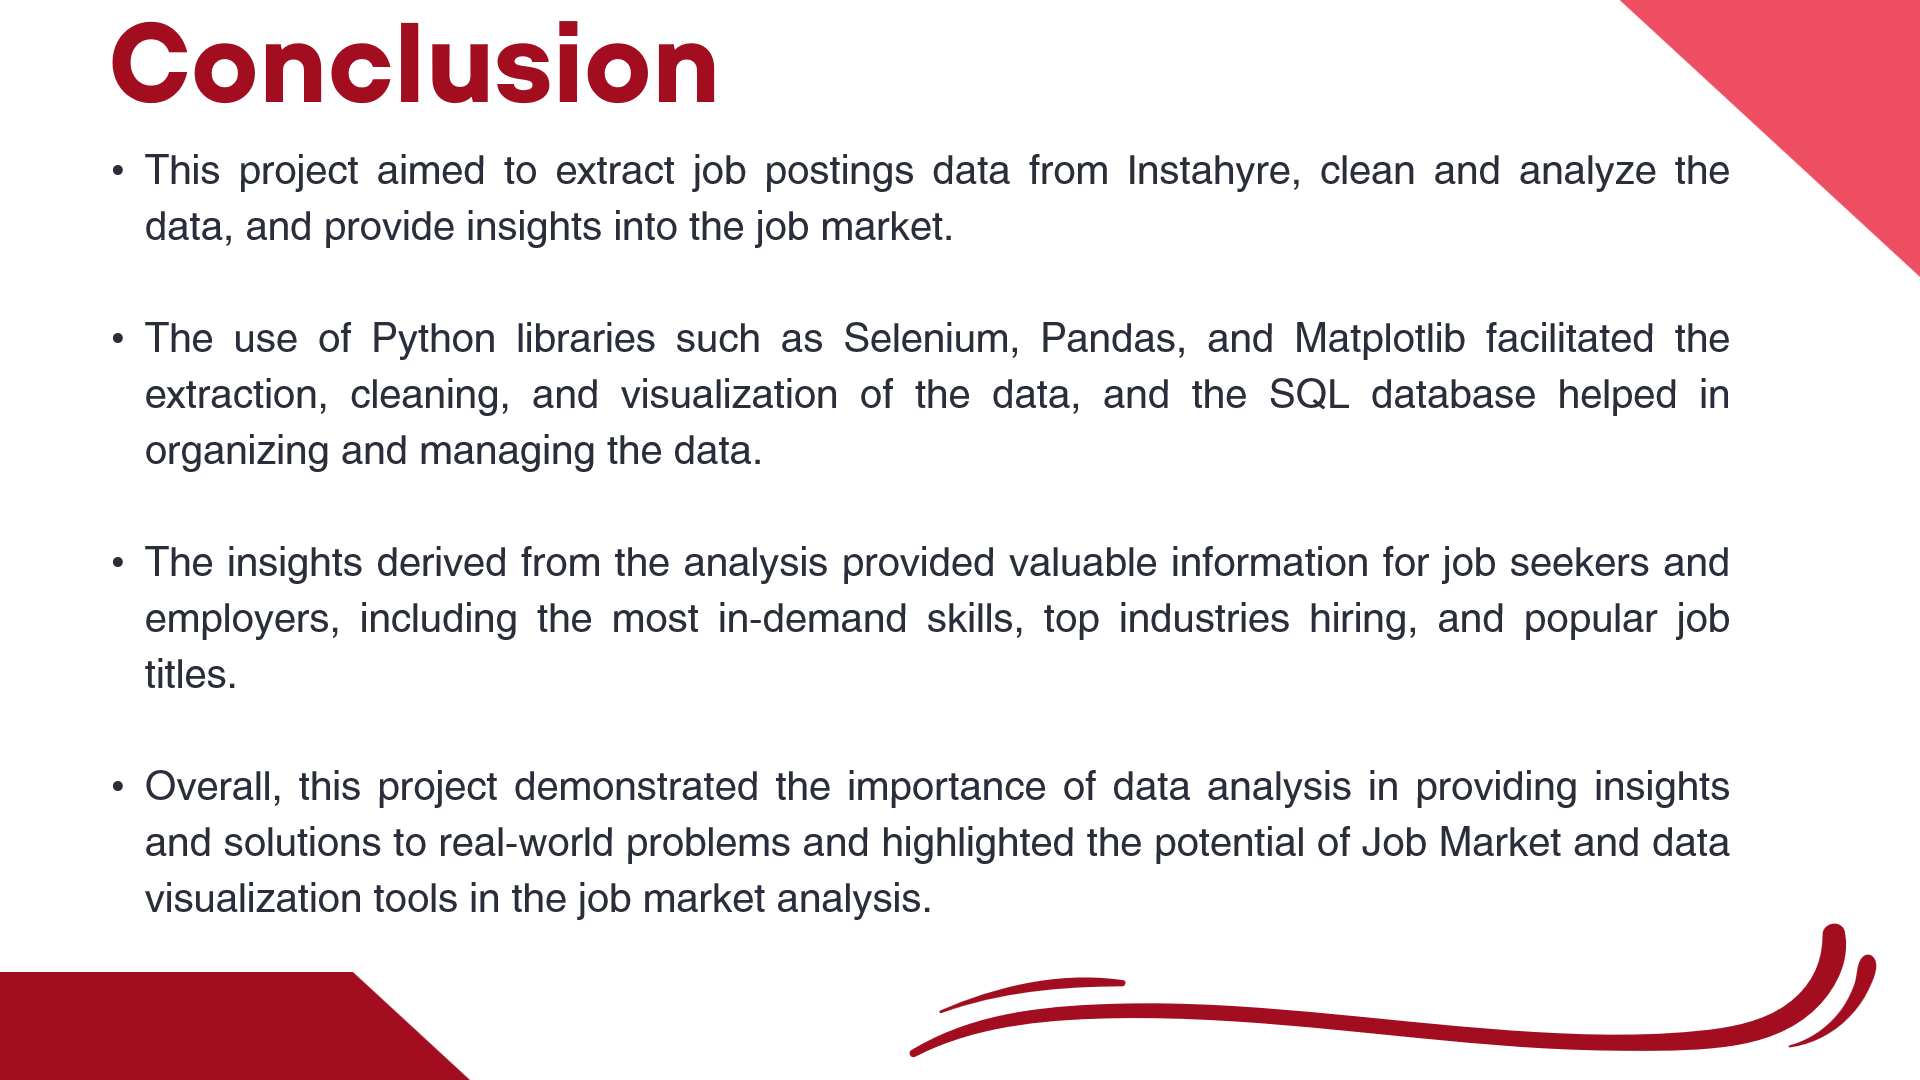 Conclusion
• This project aimed to extract job postings data from Instahyre, clean and analyze the
data, and provide insights into the job market.
• The use of Python libraries such as Selenium, Pandas, and Matplotlib facilitated the
extraction, cleaning, and visualization of the data, and the SQL database helped in
organizing and managing the data.
• The insights derived from the analysis provided valuable information for job seekers and
employers, including the most in-demand skills, top industries hiring, and popular job
titles.
• Overall, this project demonstrated the importance of data analysis in providing insights
and solutions to real-world problems and highlighted the potential of Job Market and data
visualization tools in the job market analysis.